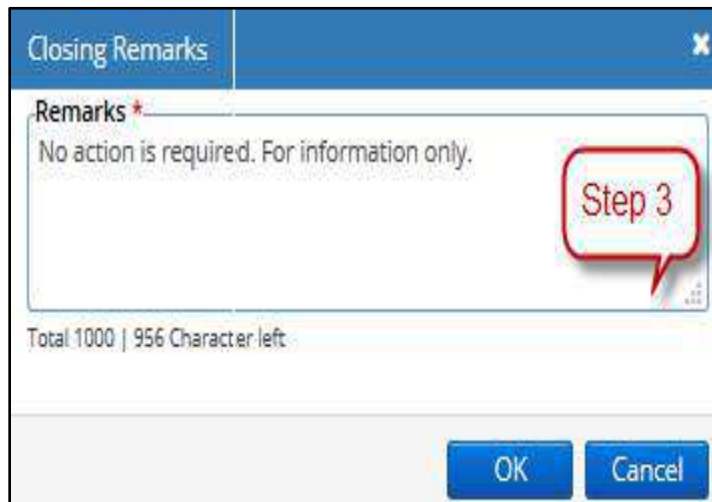 Closing Remarks
Remarks *
No action is required. For information only.
Step 3
Total 1000 | 956 Character left
OK Cancel